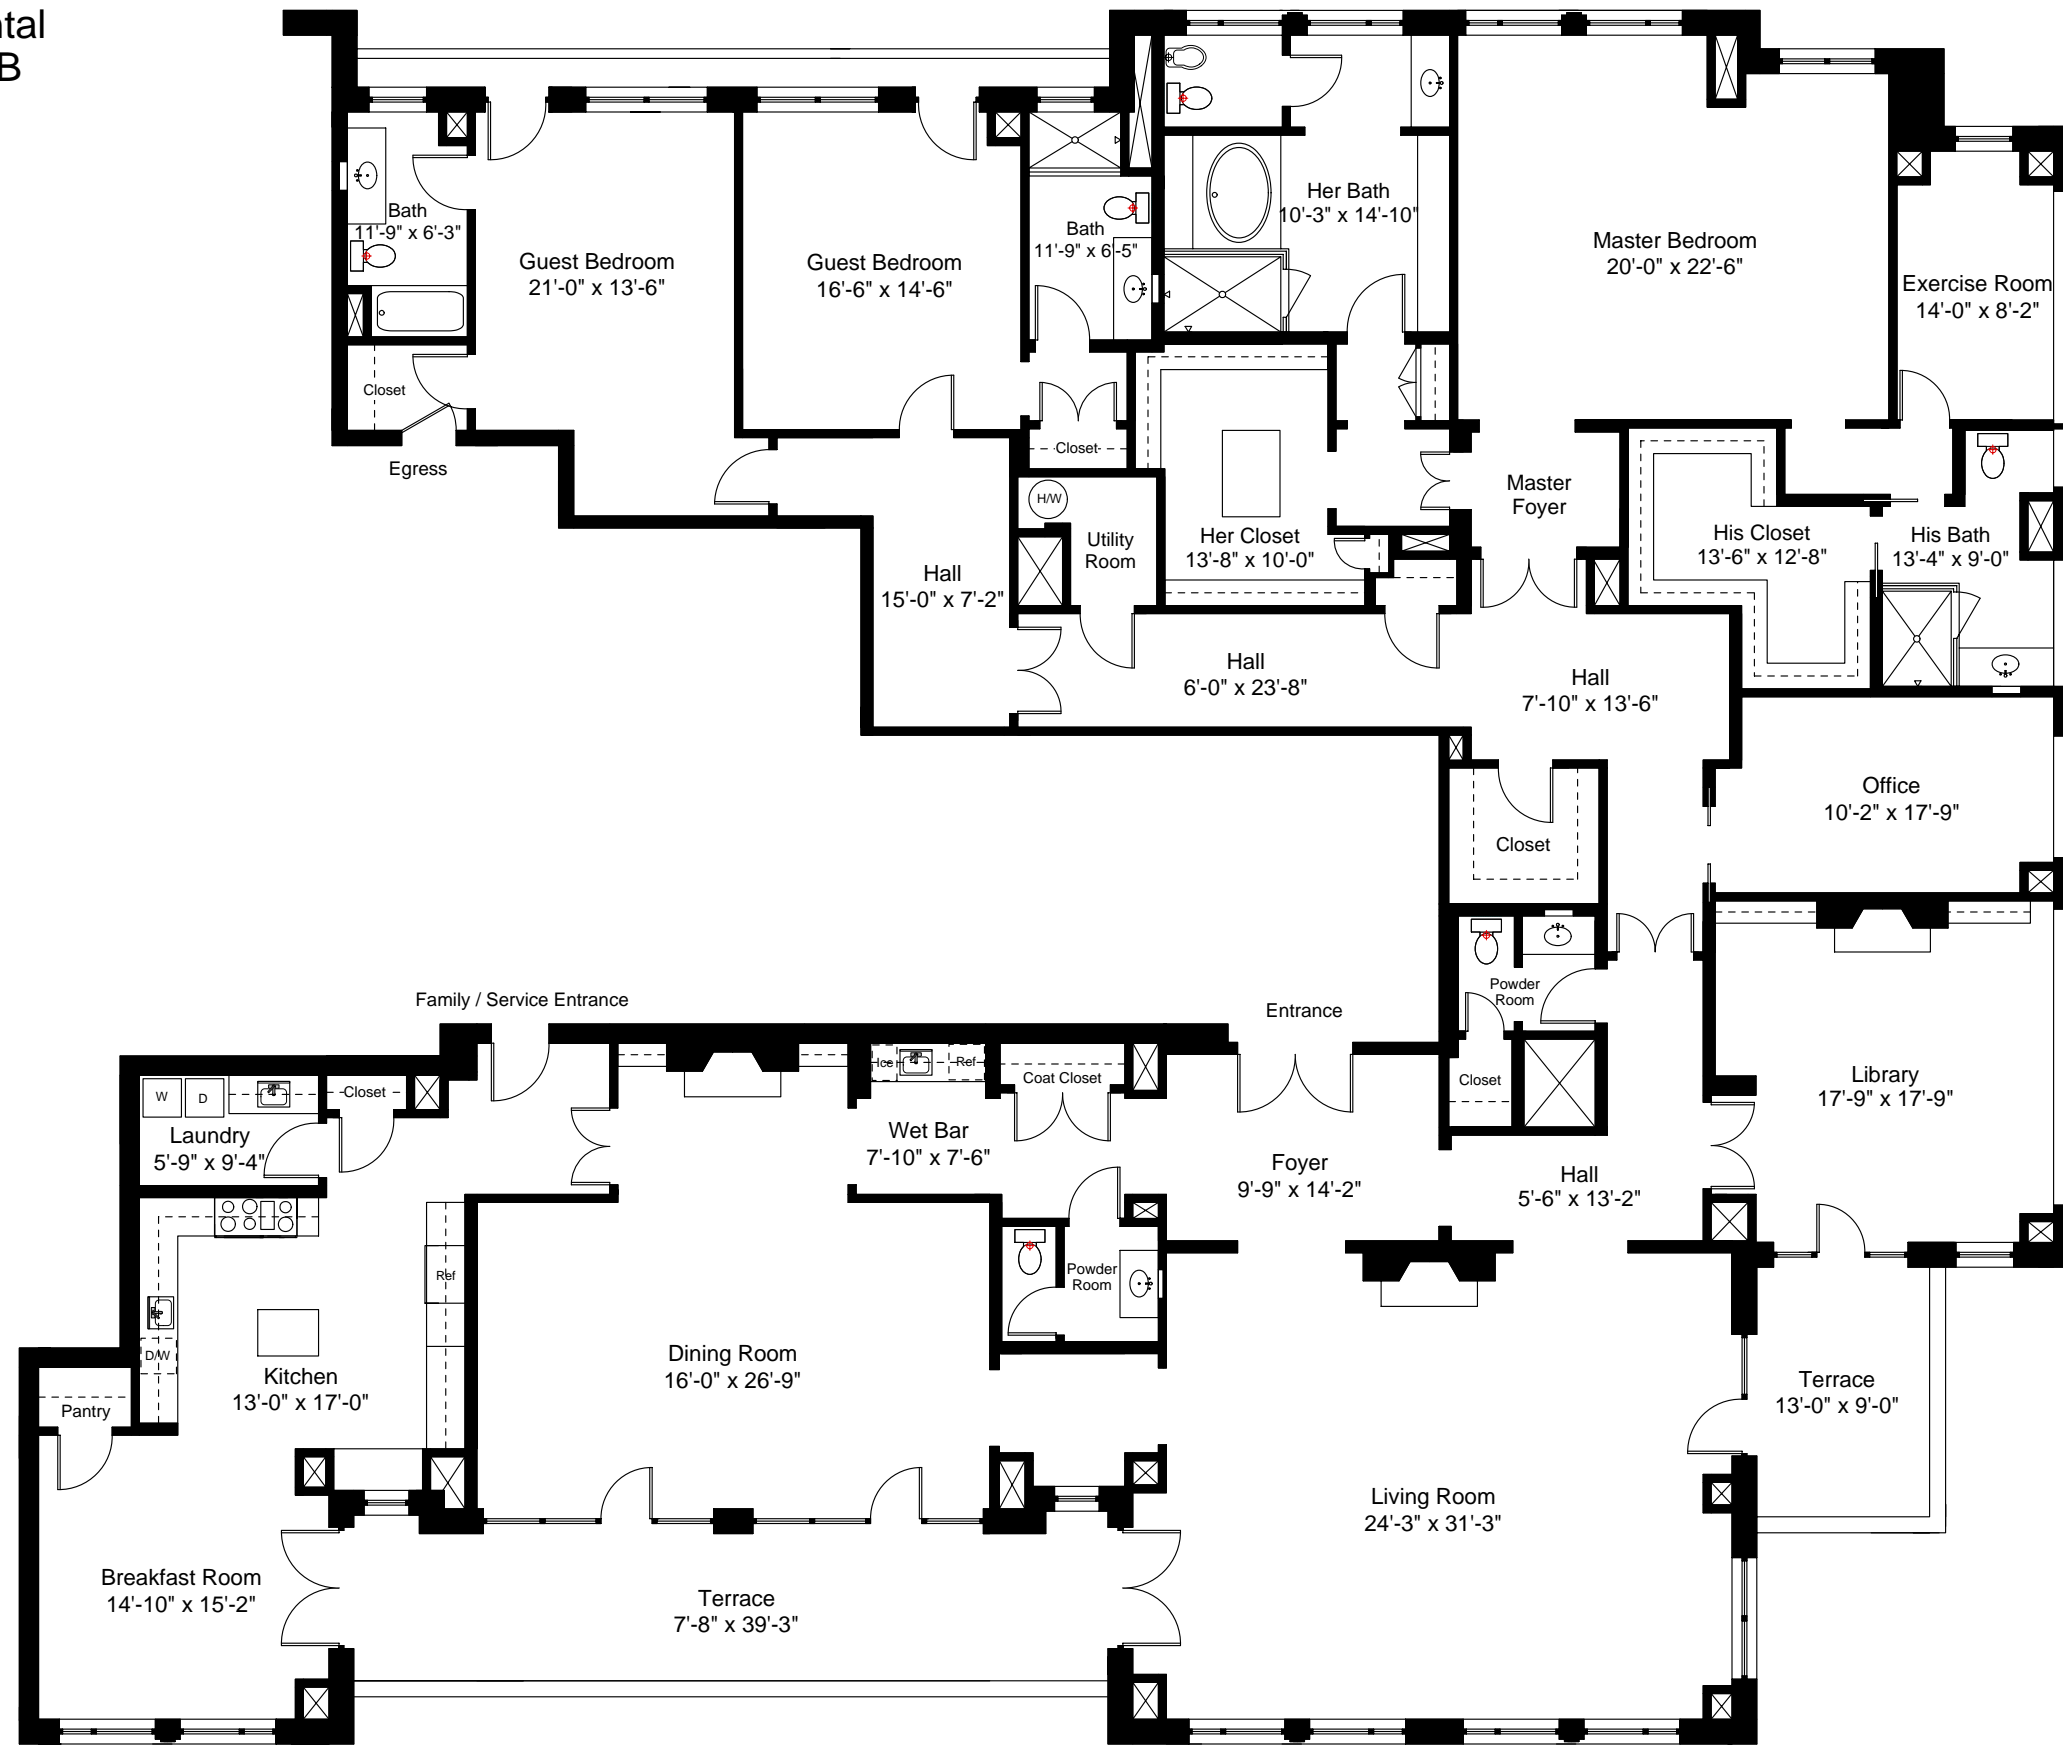 ntal
B
Bath
11'-9" x 6'-3"
Guest Bedroom
21'-0" x 13'-6"
Guest Bedroom
16'-6" x 14'-6"
Bath
11'-9" x 6'-5"
Her Bath
10'-3" x 14'-10"
Master Bedroom
20'-0" x 22'-6"
Exercise Room
14'-0" x 8'-2"
Closet
Egress
Closet
H/W
Utility
Room
Her Closet
13'-8" x 10'-0"
Master
Foyer
His Closet
13'-6" x 12'-8"
His Bath
13'-4" x 9'-0"
Hall
15'-0" x 7'-2"
Hall
6'-0" x 23'-8"
Hall
7'-10" x 13'-6"
Office
10'-2" x 17'-9"
Closet
Powder
Room
Family / Service Entrance
Entrance
Closet
Library
17'-9" x 17'-9"
W
D
Closet
Laundry
5'-9" x 9'-4"
Ice
Ref
Coat Closet
Wet Bar
7'-10" x 7'-6"
Foyer
9'-9" x 14'-2"
Hall
5'-6" x 13'-2"
Ref
Powder
Room
D/W
Kitchen
13'-0" x 17'-0"
Pantry
Dining Room
16'-0" x 26'-9"
Terrace
13'-0" x 9'-0"
Living Room
24'-3" x 31'-3"
Breakfast Room
14'-10" x 15'-2"
Terrace
7'-8" x 39'-3"